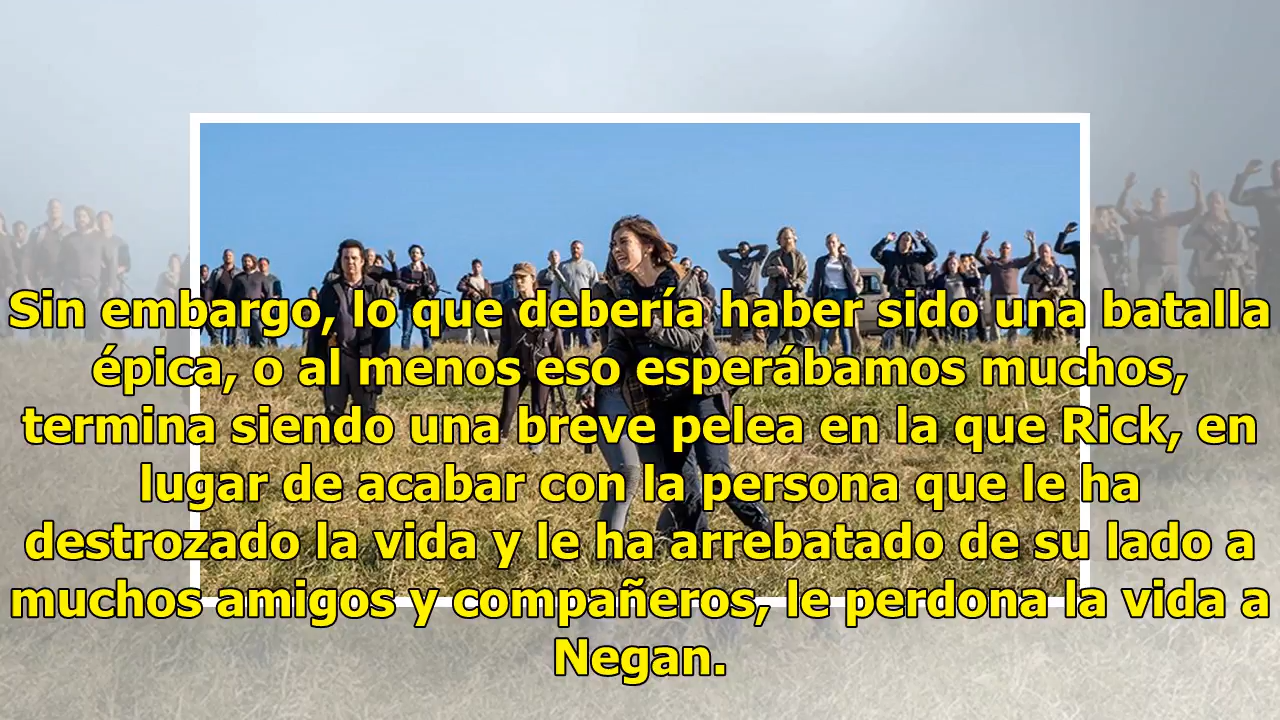 Sin embargo, lo que debería haber sido una batalla
épica, o al menos eso esperábamos muchos,
termina siendo una breve pelea en la que Rick, en
lugar de acabar con la persona que le ha
destrozado la vida y le ha arrebatado de su lado a
muchos amigos y compañeros, le perdona la vida a
Negan.